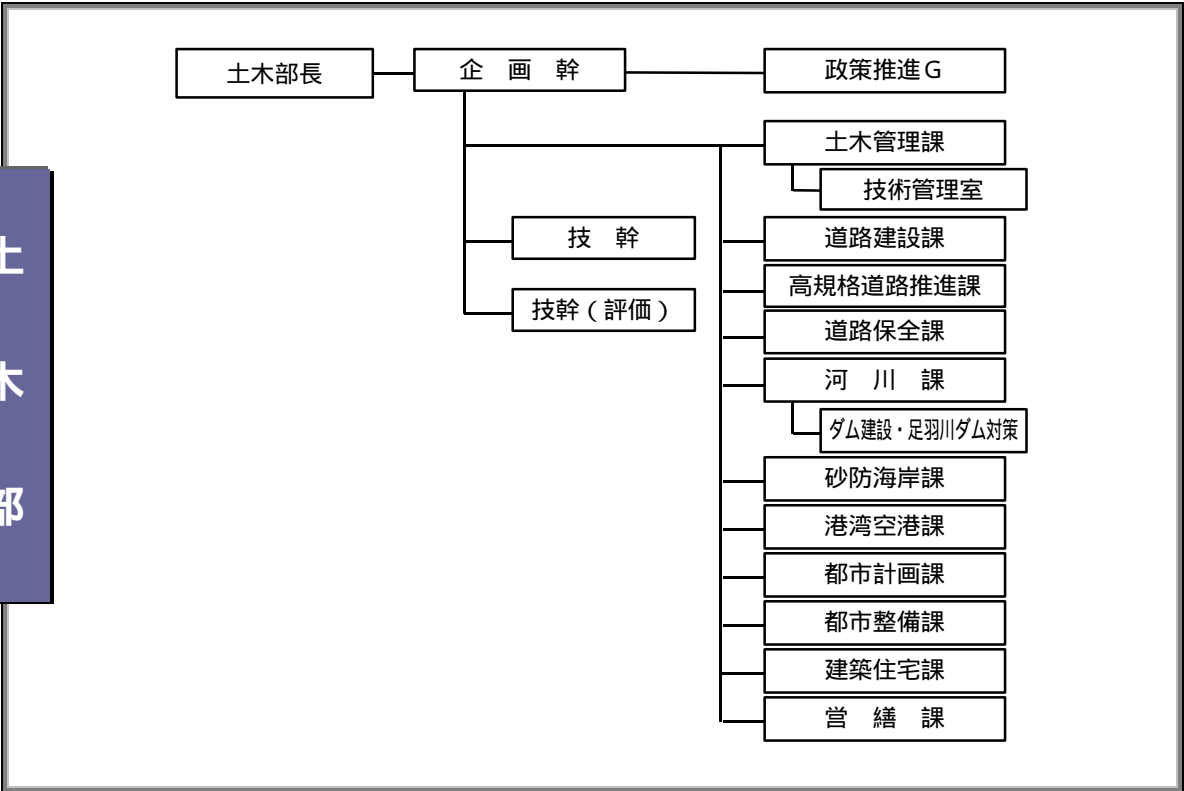 土木部
土木部長
企 画 幹
政策推進G
土木管理課
技術管理室
技 幹
道路建設課
高規格道路推進課
技幹(評価)
道路保全課
河 川 課
ダム建設・足羽川ダム対策
砂防海岸課
港湾空港課
都市計画課
都市整備課
建築住宅課
営 繕 課